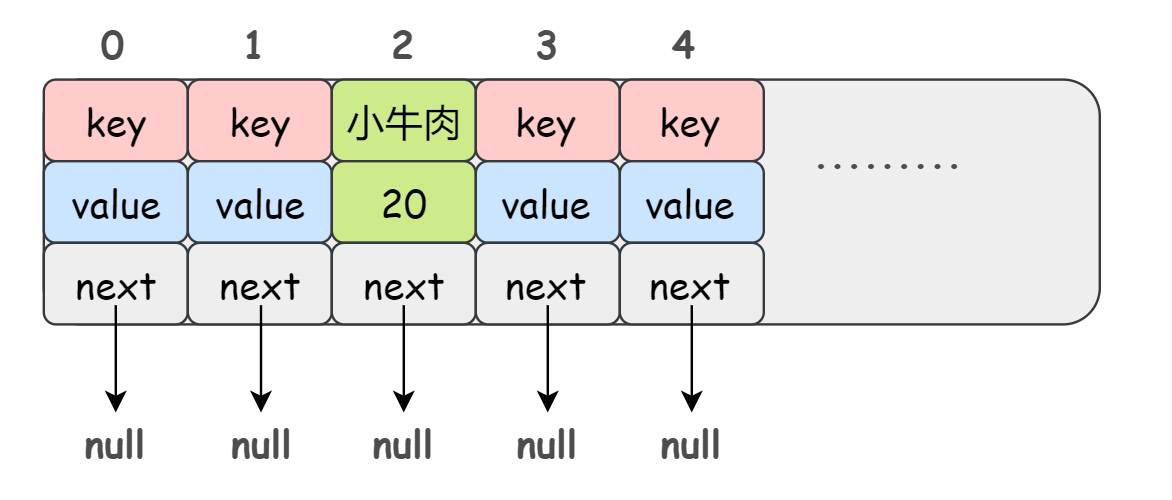 0 1 2 3 4
key key 小牛肉 key key
value value 20 value value
next next next next next
null null null null null